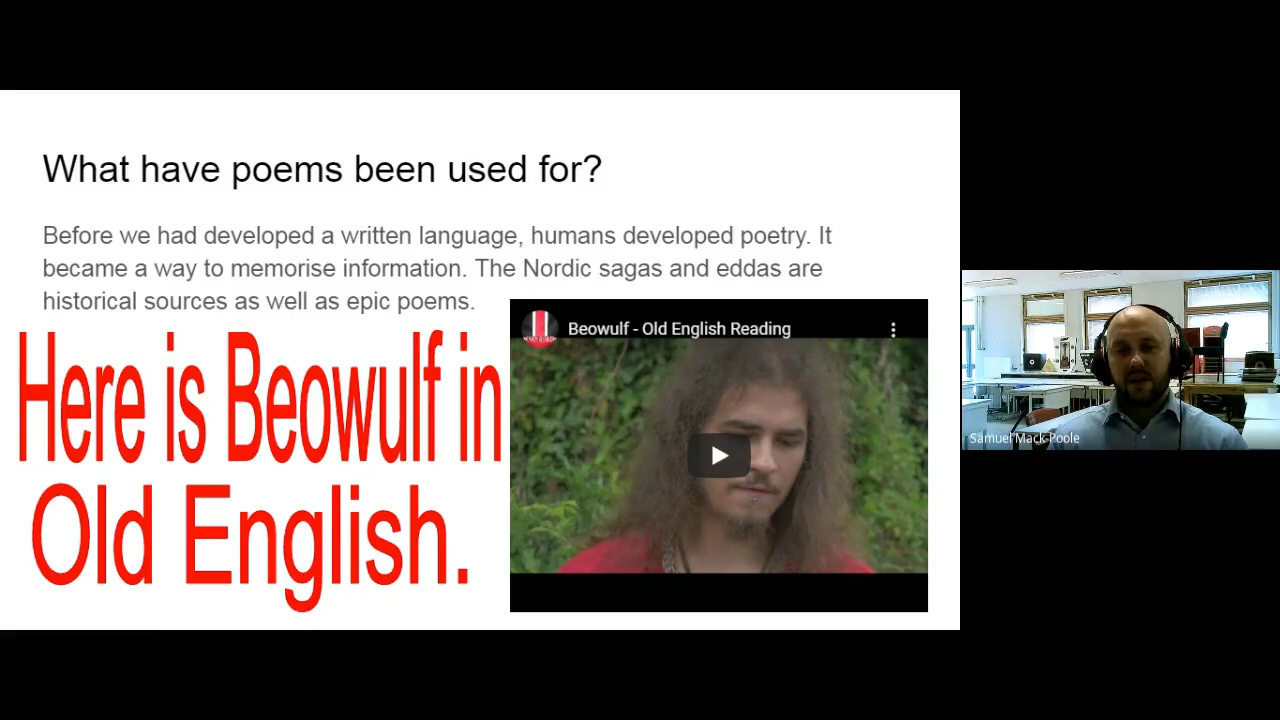 What have poems been used for?
Before we had developed a written language, humans developed poetry. It
became a way to memorise information. The Nordic sagas and eddas are
historical sources as well as epic poems.
Beowulf - Old English Reading
Here is Beowulf in
Old English.
Samuel Mack-Poole